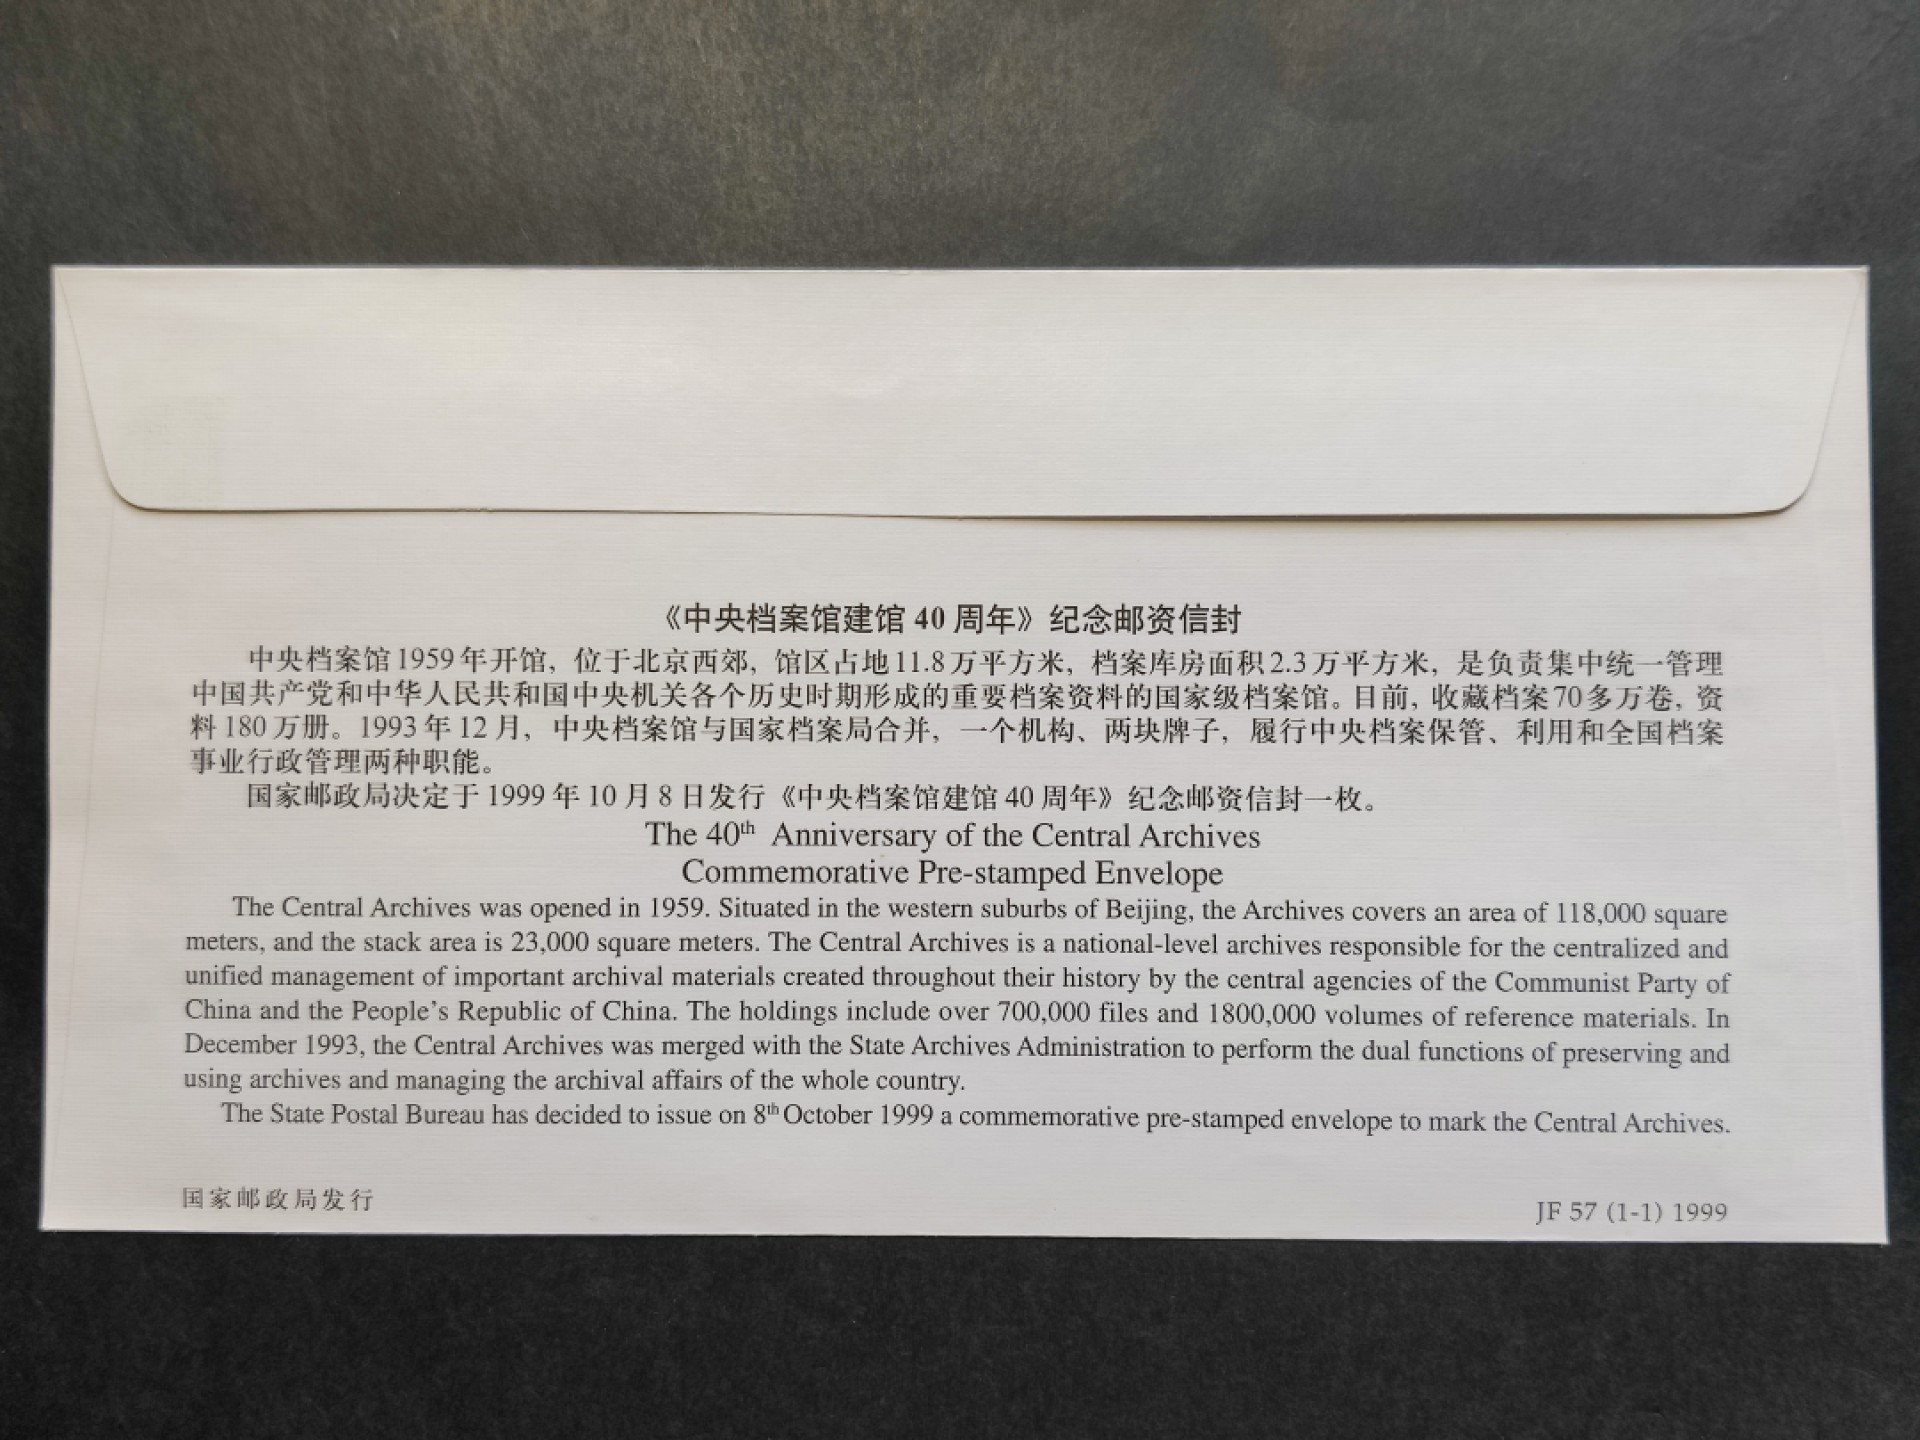 《中央档案馆建馆 40 周年》纪念邮资信封
中央档案馆1959年开馆，位于北京西郊，馆区占地11.8万平方米，档案库房面积2.3万平方米，是负责集中统一管理
中国共产党和中华人民共和国中央机关各个历史时期形成的重要档案资料的国家级档案馆。目前，收藏档案70多万卷，资
料180万册。1993年12月，中央档案馆与国家档案局合并，一个机构、两块牌子，履行中央档案保管、利用和全国档案
事业行政管理两种职能。
国家邮政局决定于 1999 年 10 月 8 日发行《中央档案馆建馆 40 周年》纪念邮资信封一枚。
The 40th Anniversary of the Central Archives
Commemorative Pre-stamped Envelope
The Central Archives was opened in 1959. Situated in the western suburbs of Beijing, the Archives covers an area of 118,000 square
meters, and the stack area is 23,000 square meters. The Central Archives is a national-level archives responsible for the centralized and
unified management of important archival materials created throughout their history by the central agencies of the Communist Party of
China and the People's Republic of China. The holdings include over 700,000 files and 1800,000 volumes of reference materials. In
December 1993, the Central Archives was merged with the State Archives Administration to perform the dual functions of preserving and
using archives and managing the archival affairs of the whole country.
The State Postal Bureau has decided to issue on 8th October 1999 a commemorative pre-stamped envelope to mark the Central Archives.
国家邮政局发行
JF 57 (1-1) 1999